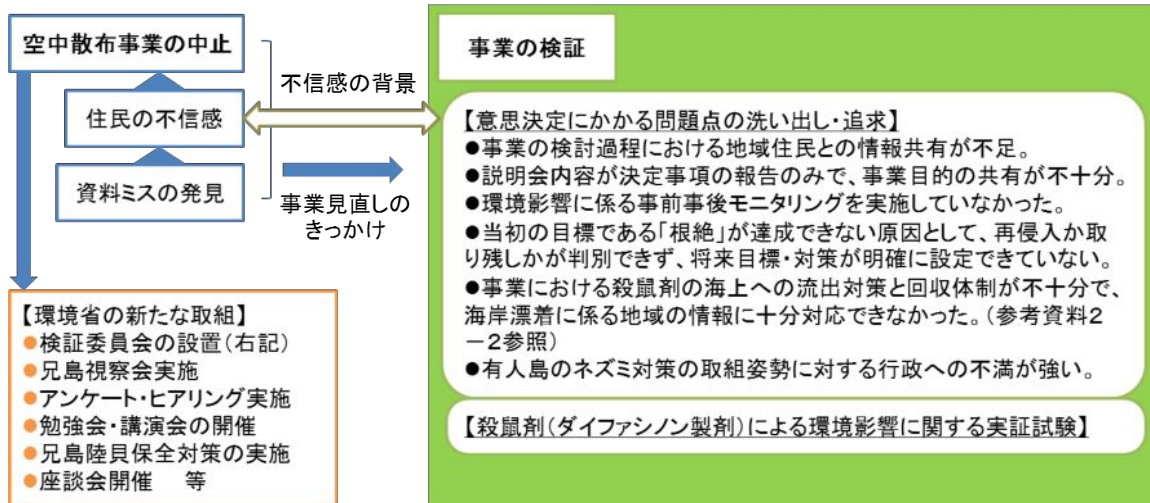 空中散布事業の中止
住民の不信感
資料ミスの発見
不信感の背景
事業見直しの
きっかけ
【環境省の新たな取組】
●検証委員会の設置(右記)
●兄島視察会実施
●アンケート・ヒアリング実施
●勉強会・講演会の開催
●兄島陸貝保全対策の実施
●座談会開催　等
事業の検証
【意思決定にかかる問題点の洗い出し・追求】
●事業の検討過程における地域住民との情報共有が不足。
●説明会内容が決定事項の報告のみで、事業目的の共有が不十分。
●環境影響に係る事前事後モニタリングを実施していなかった。
●当初の目標である「根絶」が達成できない原因として、再侵入か取
り残しかが判別できず、将来目標・対策が明確に設定できていない。
●事業における殺鼠剤の海上への流出対策と回収体制が不十分で、
海岸漂着に係る地域の情報に十分対応できなかった。(参考資料2
－2参照)
●有人島のネズミ対策の取組姿勢に対する行政への不満が強い。
【殺鼠剤(ダイファシノン製剤)による環境影響に関する実証試験】